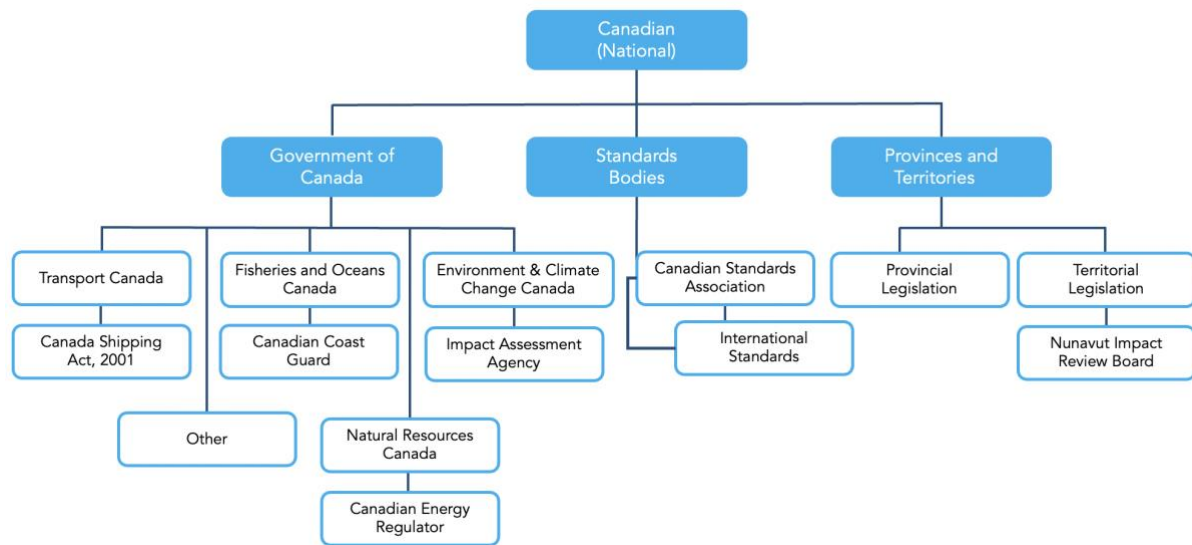 Canadian
(National)
Government of
Canada
Standards
Bodies
Provinces and
Territories
Transport Canada
Fisheries and Oceans
Canada
Environment & Climate
Change Canada
Canadian Standards
Association
Provincial
Legislation
Territorial
Legislation
Canada Shipping
Act, 2001
Canadian Coast
Guard
Impact Assessment
Agency
International
Standards
Nunavut Impact
Review Board
Other
Natural Resources
Canada
Canadian Energy
Regulator